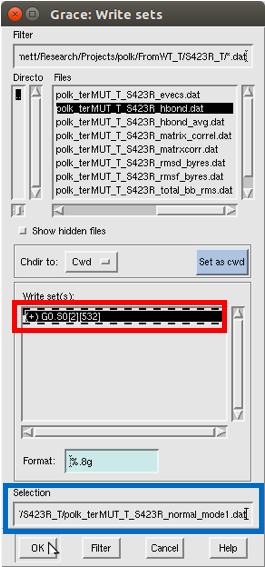 Grace: Write sets
Filter
mett/Research/Projects/polk/FromWT_T/S423R_T/*.dat
Directo Files
polk_terMUT_T_S423R_evecs.dat
polk_terMUT_T_S423R_hbond.dat
polk_terMUT_T_S423R_hbond_avg.dat
polk_terMUT_T_S423R_matrix_correl.dat
polk_terMUT_T_S423R_matrxcorr.dat
polk_terMUT_T_S423R_rmsd_byres.dat
polk_terMUT_T_S423R_rmsf_byres.dat
polk_terMUT_T_S423R_total_bb_rms.dat
Show hidden files
Chdir to: Cwd Set as cwd
Write set(s):
(+) G0.S0[2][532]
Format: %.8g
Selection
/S423R_T/polk_terMUT_T_S423R_normal_mode1.dat
OK Filter Cancel Help